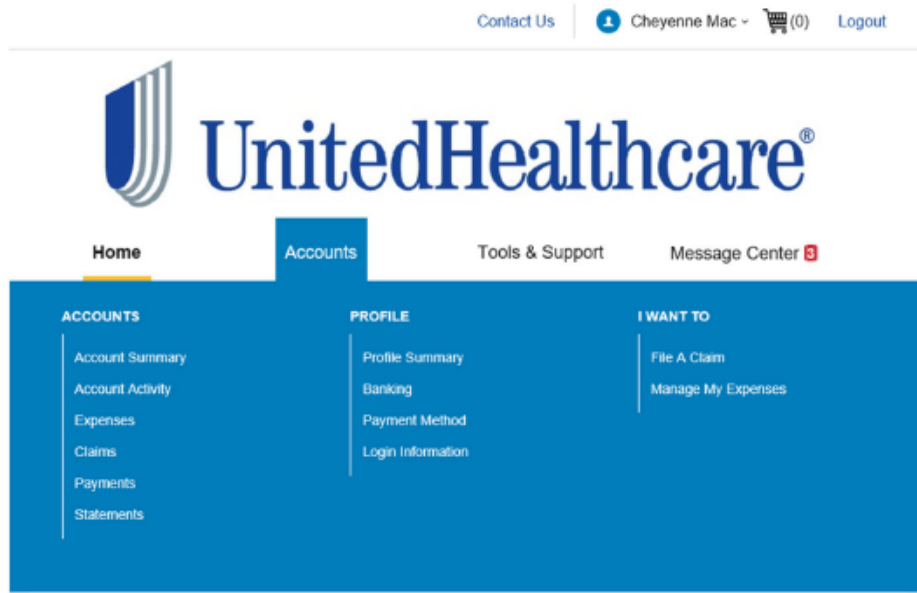 Contact Us Cheyenne Mac (0) Logout
UnitedHealthcare®
Home Accounts Tools & Support Message Center 3
ACCOUNTS PROFILE I WANT TO
Account Summary Profile Summary File A Claim
Account Activity Banking Manage My Expenses
Expenses Payment Method
Claims Login Information
Payments
Statements